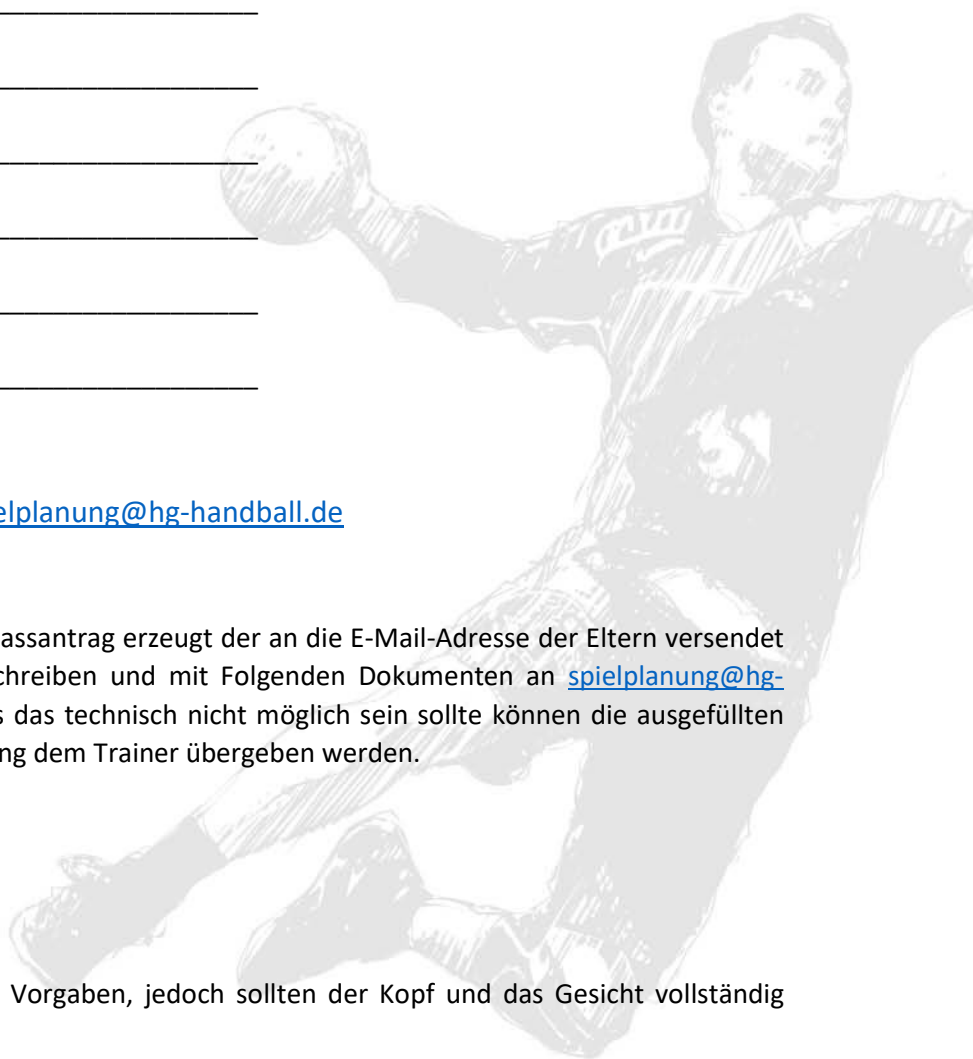 elplanung@hg-handball.de
assantrag erzeugt der an die E-Mail-Adresse der Eltern versendet
chreiben und mit Folgenden Dokumenten an spielplanung@hg-
s das technisch nicht möglich sein sollte können die ausgefüllten
ng dem Trainer übergeben werden.
Vorgaben, jedoch sollten der Kopf und das Gesicht vollständig